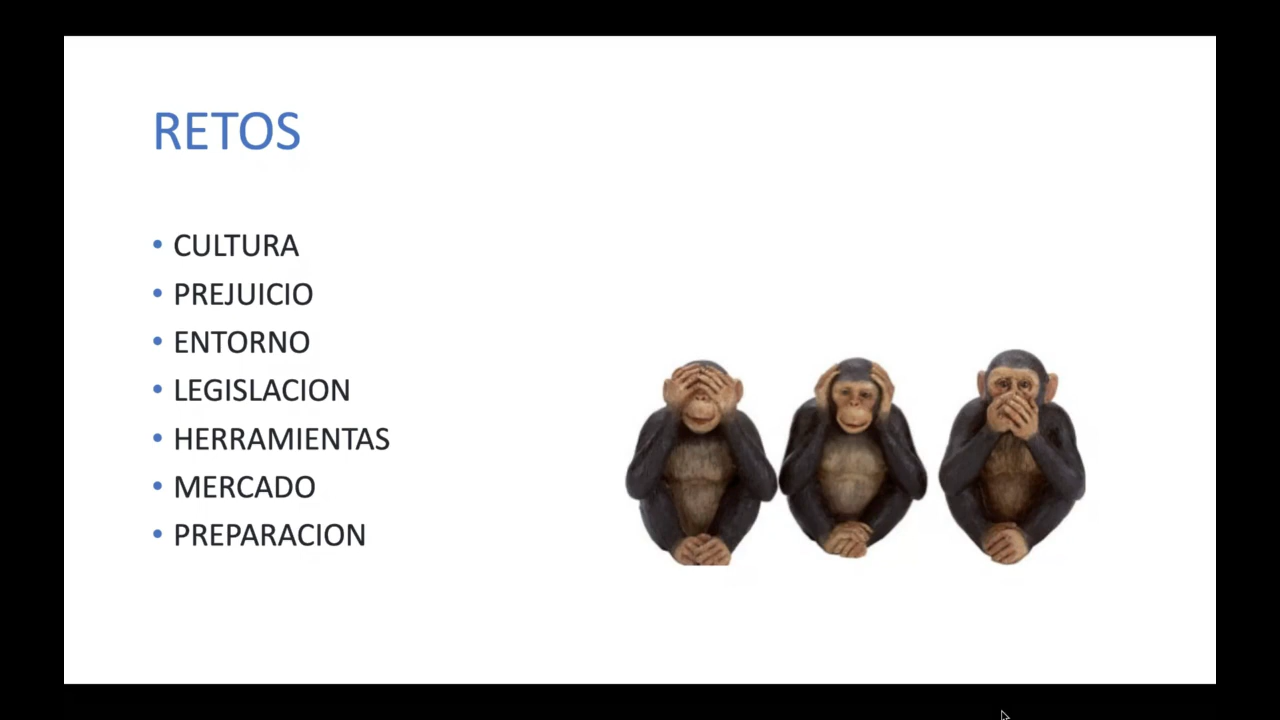 RETOS
• CULTURA
• PREJUICIO
• ENTORNO
• LEGISLACION
• HERRAMIENTAS
• MERCADO
• PREPARACION